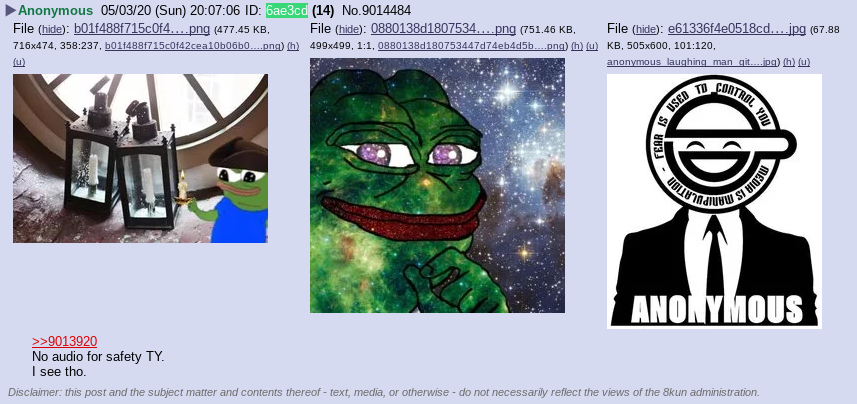 Anonymous 05/03/20 (Sun) 20:07:06 ID: 6ae3cd (14) No.9014484
File (hide): b01f488f715c0f4….png (477.45 KB,
716x474, 358:237, b01f488f715c0f42cea10b06b0….png) (h)
(u)
File (hide): 0880138d1807534….png (751.46 KB,
499x499, 1:1, 0880138d180753447d74eb4d5b….png) (h) (u)
File (hide): e61336f4e0518cd….jpg (67.88
KB, 505x600, 101:120,
anonymous_laughing_man_git….jpg) (h) (u)
FEAR IS USED TO CONTROL YOU - MEDIA IS MANIPULATION -
ANONYMOUS
>>9013920
No audio for safety TY.
I see tho.
Disclaimer: this post and the subject matter and contents thereof - text, media, or otherwise - do not necessarily reflect the views of the 8kun administration.